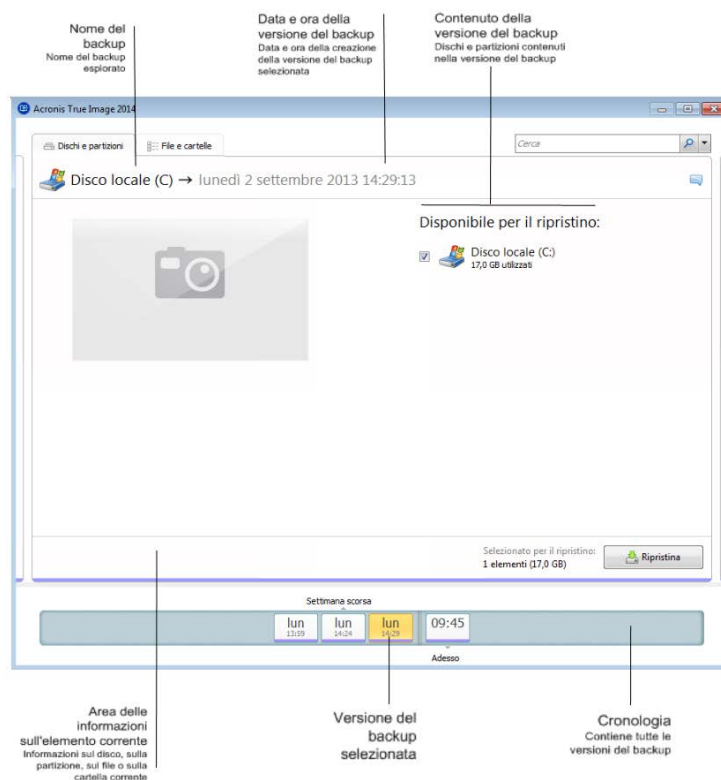 Nome del
backup
Nome del backup
esplorato
Data e ora della
versione del backup
Data e ora della creazione
della versione del backup
selezionata
Contenuto della
versione del backup
Dischi e partizioni contenuti
nella versione del backup
Acronis True Image 2014
Dischi e partizioni
File e cartelle
Cerca
Disco locale (C) → lunedì 2 settembre 2013 14:29:13
Disponibile per il ripristino:
Disco locale (C:)
17,0 GB utilizzati
Selezionato per il ripristino:
1 elementi (17,0 GB)
Ripristina
Settimana scorsa
lun
13:59
lun
14:24
lun
14:29
09:45
Adesso
Area delle
informazioni
sull'elemento corrente
Informazioni sul disco, sulla
partizione, sul file o sulla
cartella corrente
Versione del
backup
selezionata
Cronologia
Contiene tutte le
versioni del backup